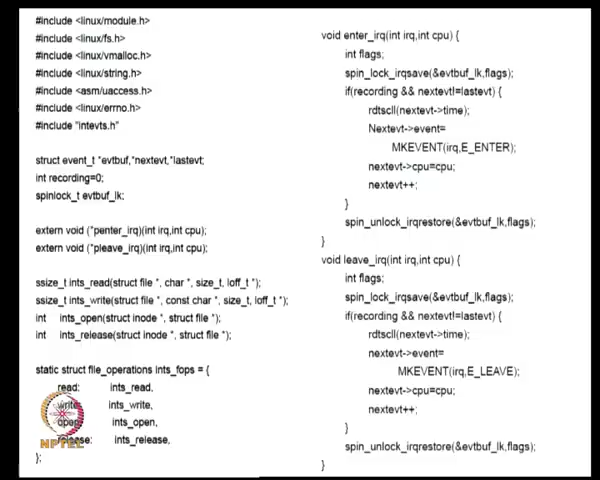 #include <linux/module.h>
#include <linux/fs.h>
#include <linux/vmalloc.h>
#include <linux/string.h>
#include <asm/uaccess.h>
#include <linux/errno.h>
#include "intevts.h"
struct event_t *evtbuf,*nextevt,*lastevt;
int recording=0;
spinlock_t evtbuf_lk;
extern void (*penter_irq)(int irq,int cpu);
extern void (*pleave_irq)(int irq,int cpu);
ssize_t ints_read(struct file *, char *, size_t, loff_t *);
ssize_t ints_write(struct file *, const char *, size_t, loff_t *);
int ints_open(struct inode *, struct file *);
int ints_release(struct inode *, struct file *);
static struct file_operations ints_fops = {
read: ints_read,
write: ints_write,
open: ints_open,
release: ints_release,
};
NPTEL
void enter_irq(int irq,int cpu) {
int flags;
spin_lock_irqsave(&evtbuf_lk,flags);
if(recording && nextevt!=lastevt) {
rdtscll(nextevt->time);
Nextevt->event=
MKEVENT(irq,E_ENTER);
nextevt->cpu=cpu;
nextevt++;
}
spin_unlock_irqrestore(&evtbuf_lk,flags);
}
void leave_irq(int irq,int cpu) {
int flags;
spin_lock_irqsave(&evtbuf_lk,flags);
if(recording && nextevt!=lastevt) {
rdtscll(nextevt->time);
nextevt->event=
MKEVENT(irq,E_LEAVE);
nextevt->cpu=cpu;
nextevt++;
}
spin_unlock_irqrestore(&evtbuf_lk,flags);
}